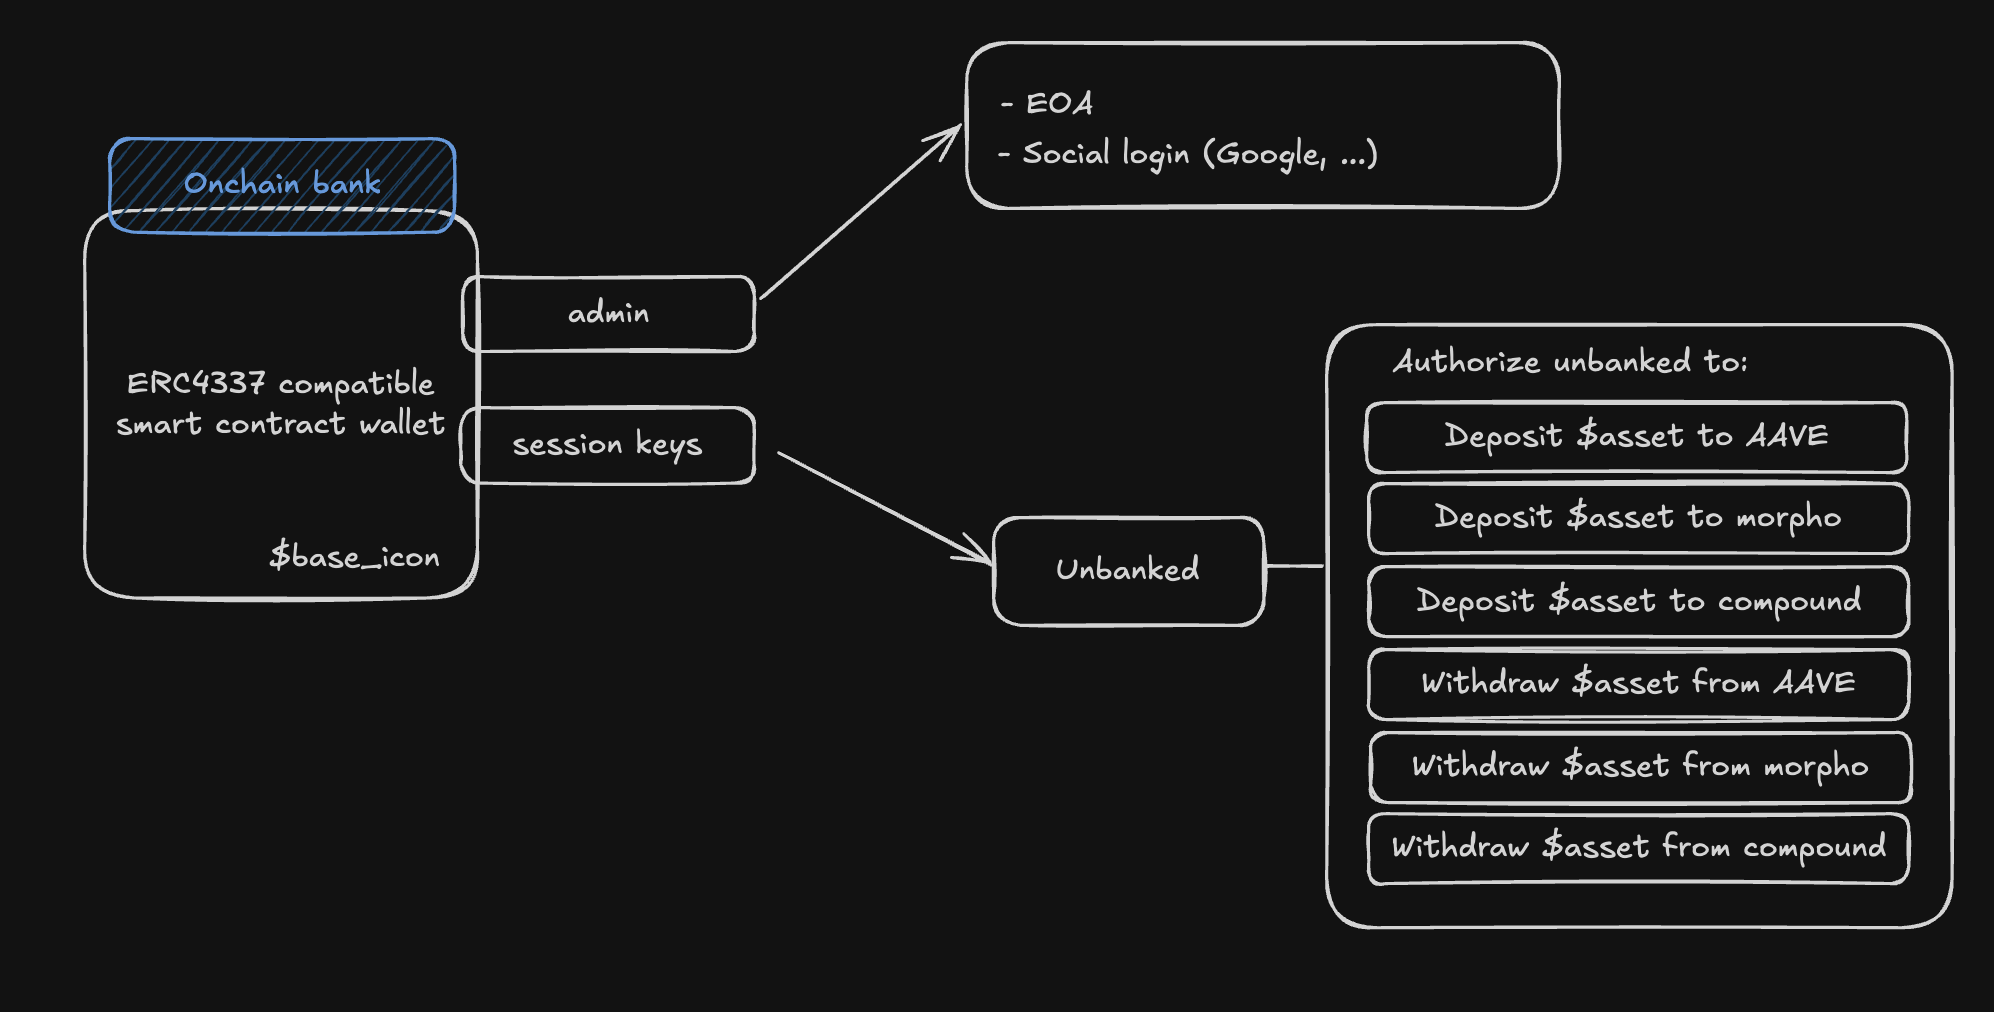 Onchain bank
ERC4337 compatible
smart contract wallet
$base_icon
admin
session keys
- EOA
- Social login (Google, ...)
Unbanked
Authorize unbanked to:
Deposit $asset to AAVE
Deposit $asset to morpho
Deposit $asset to compound
Withdraw $asset from AAVE
Withdraw $asset from morpho
Withdraw $asset from compound